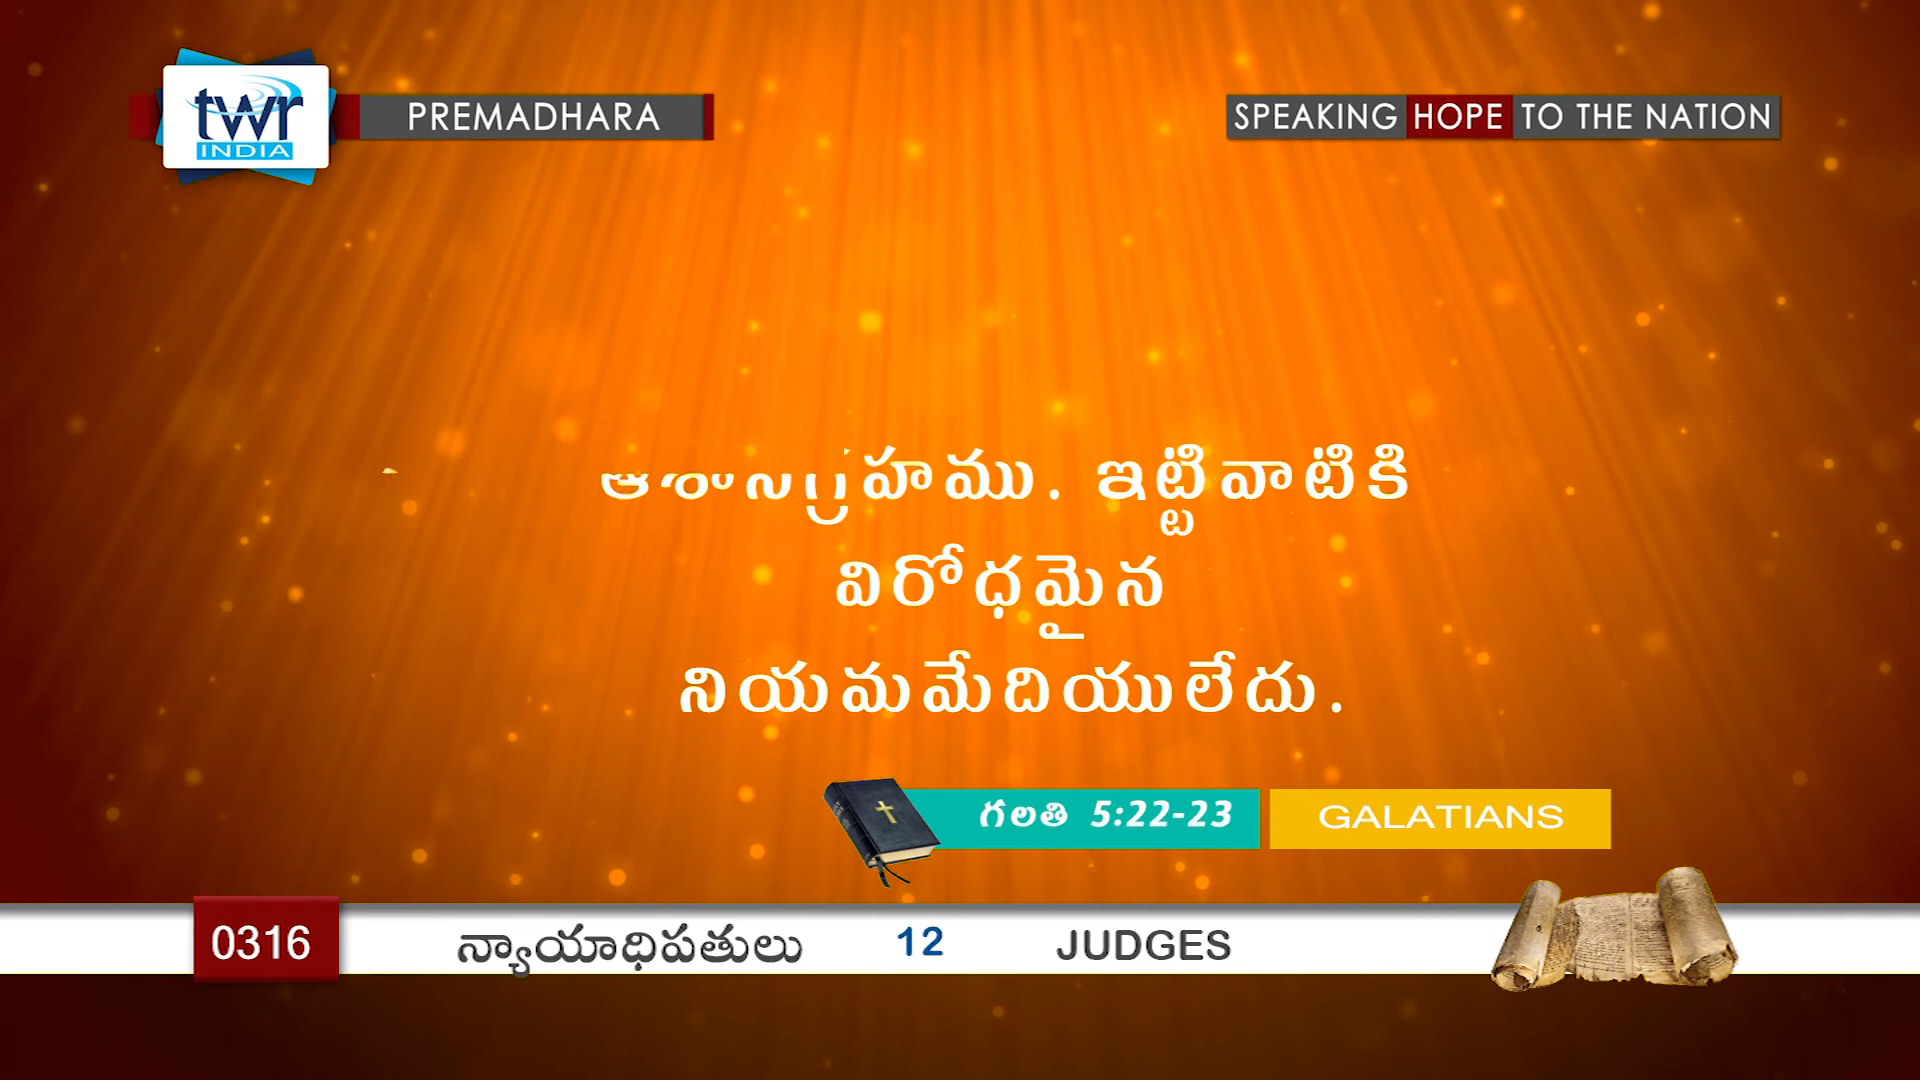 twr
INDIA
PREMADHARA
SPEAKING HOPE TO THE NATION
ఇట్టివాటికి
విరోధమైన
నియమమేదియులేదు.
గలతి 5:22-23
GALATIANS
0316
న్యాయాధిపతులు 12 JUDGES